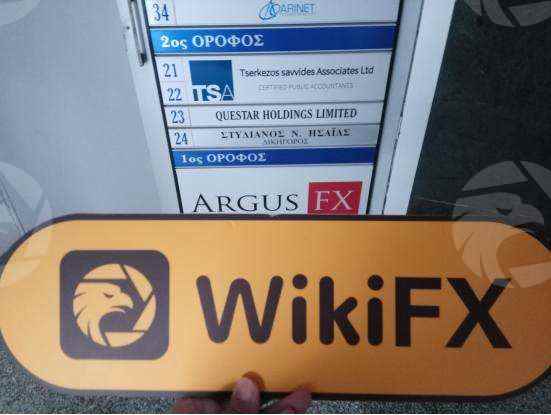 34 CARINET
2ος ΟΡΟΦΟΣ
21 Tserkezos savvides Associates Ltd
22 TSA CERTIFIED PUBLIC ACCOUNTANTS
23 QUESTAR HOLDINGS LIMITED
24 ΣΤΥΛΙΑΝΟΣ Ν. ΗΣΑΪΑΣ
ΔΙΚΗΓΟΡΟΣ
1ος ΟΡΟΦΟΣ
ARGUS FX
WikiFX